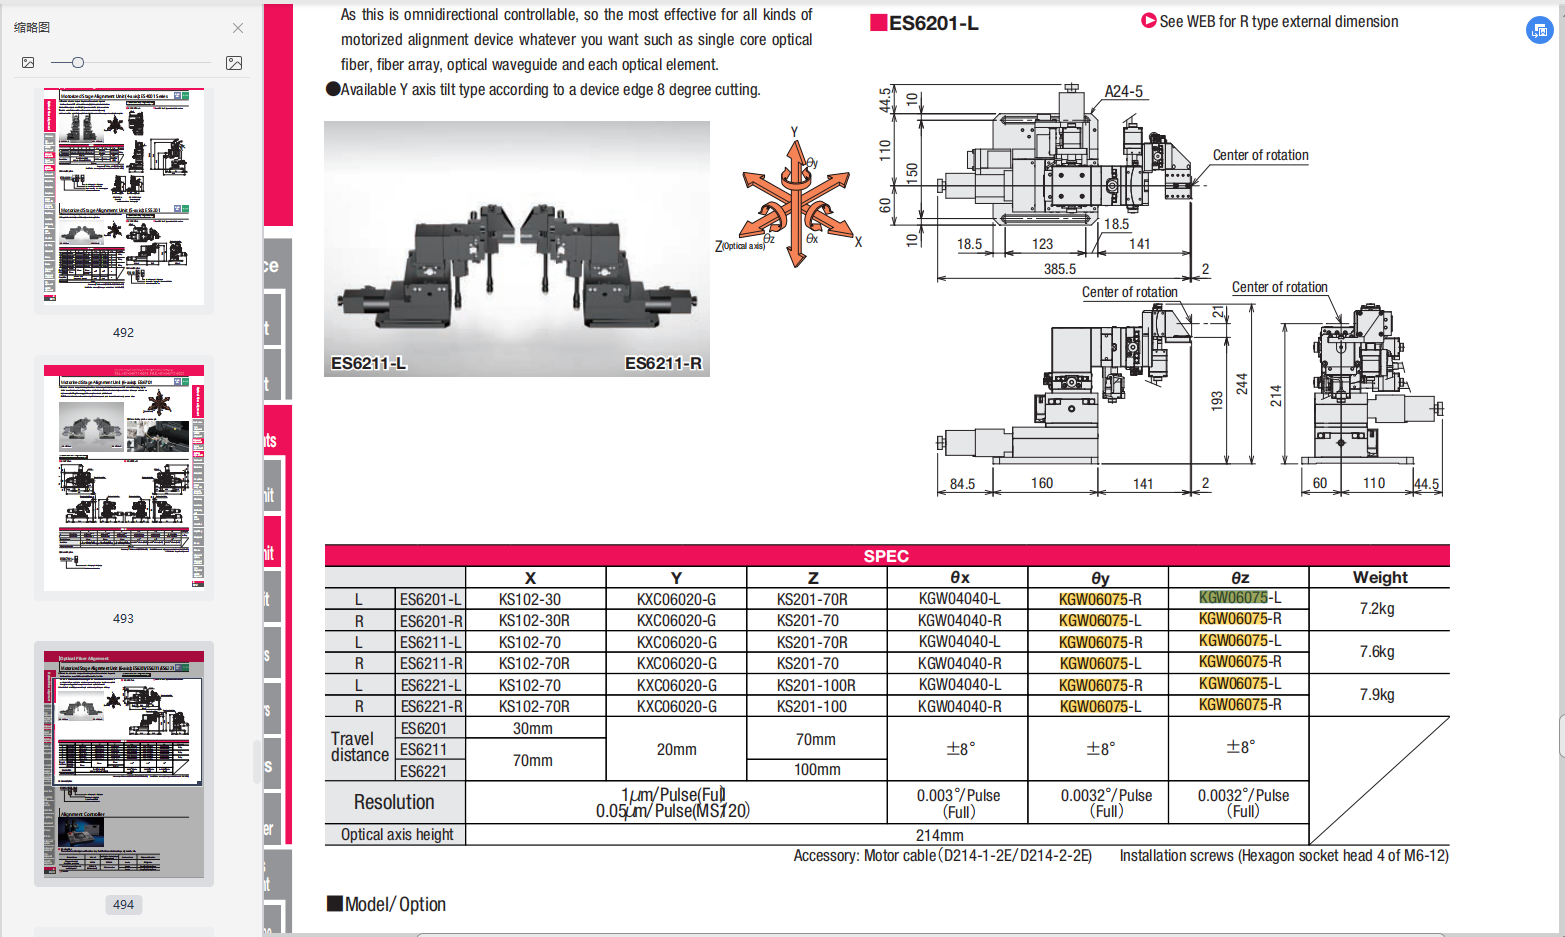 缩略图
492
493
494
As this is omnidirectional controllable, so the most effective for all kinds of
motorized alignment device whatever you want such as single core optical
fiber, fiber array, optical waveguide and each optical element.
●Available Y axis tilt type according to a device edge 8 degree cutting.
ES6211-L
ES6211-R
Y
θy
Z(Optical axis)
θz
θx
X
■ES6201-L
See WEB for R type external dimension
A24-5
Center of rotation
44.5
10
110
150
60
10
18.5
123
18.5
141
385.5
2
Center of rotation
Center of rotation
21
193
244
214
84.5
160
141
2
60
110
44.5
SPEC
X Y Z θx θy θz Weight
L ES6201-L KS102-30 KXC06020-G KS201-70R KGW04040-L KGW06075-R KGW06075-L 7.2kg
R ES6201-R KS102-30R KXC06020-G KS201-70 KGW04040-R KGW06075-L KGW06075-R
L ES6211-L KS102-70 KXC06020-G KS201-70R KGW04040-L KGW06075-R KGW06075-L 7.6kg
R ES6211-R KS102-70R KXC06020-G KS201-70 KGW04040-R KGW06075-L KGW06075-R
L ES6221-L KS102-70 KXC06020-G KS201-100R KGW04040-L KGW06075-R KGW06075-L 7.9kg
R ES6221-R KS102-70R KXC06020-G KS201-100 KGW04040-R KGW06075-L KGW06075-R
Travel distance ES6201 30mm 20mm 70mm ±8° ±8° ±8°
ES6211 70mm
ES6221 100mm
Resolution 1μm/Pulse(Full) 0.003°/Pulse 0.0032°/Pulse 0.0032°/Pulse
0.05μm/Pulse(MS1/20) (Full) (Full) (Full)
Optical axis height 214mm
Accessory: Motor cable(D214-1-2E/D214-2-2E) Installation screws (Hexagon socket head 4 of M6-12)
■Model/Option